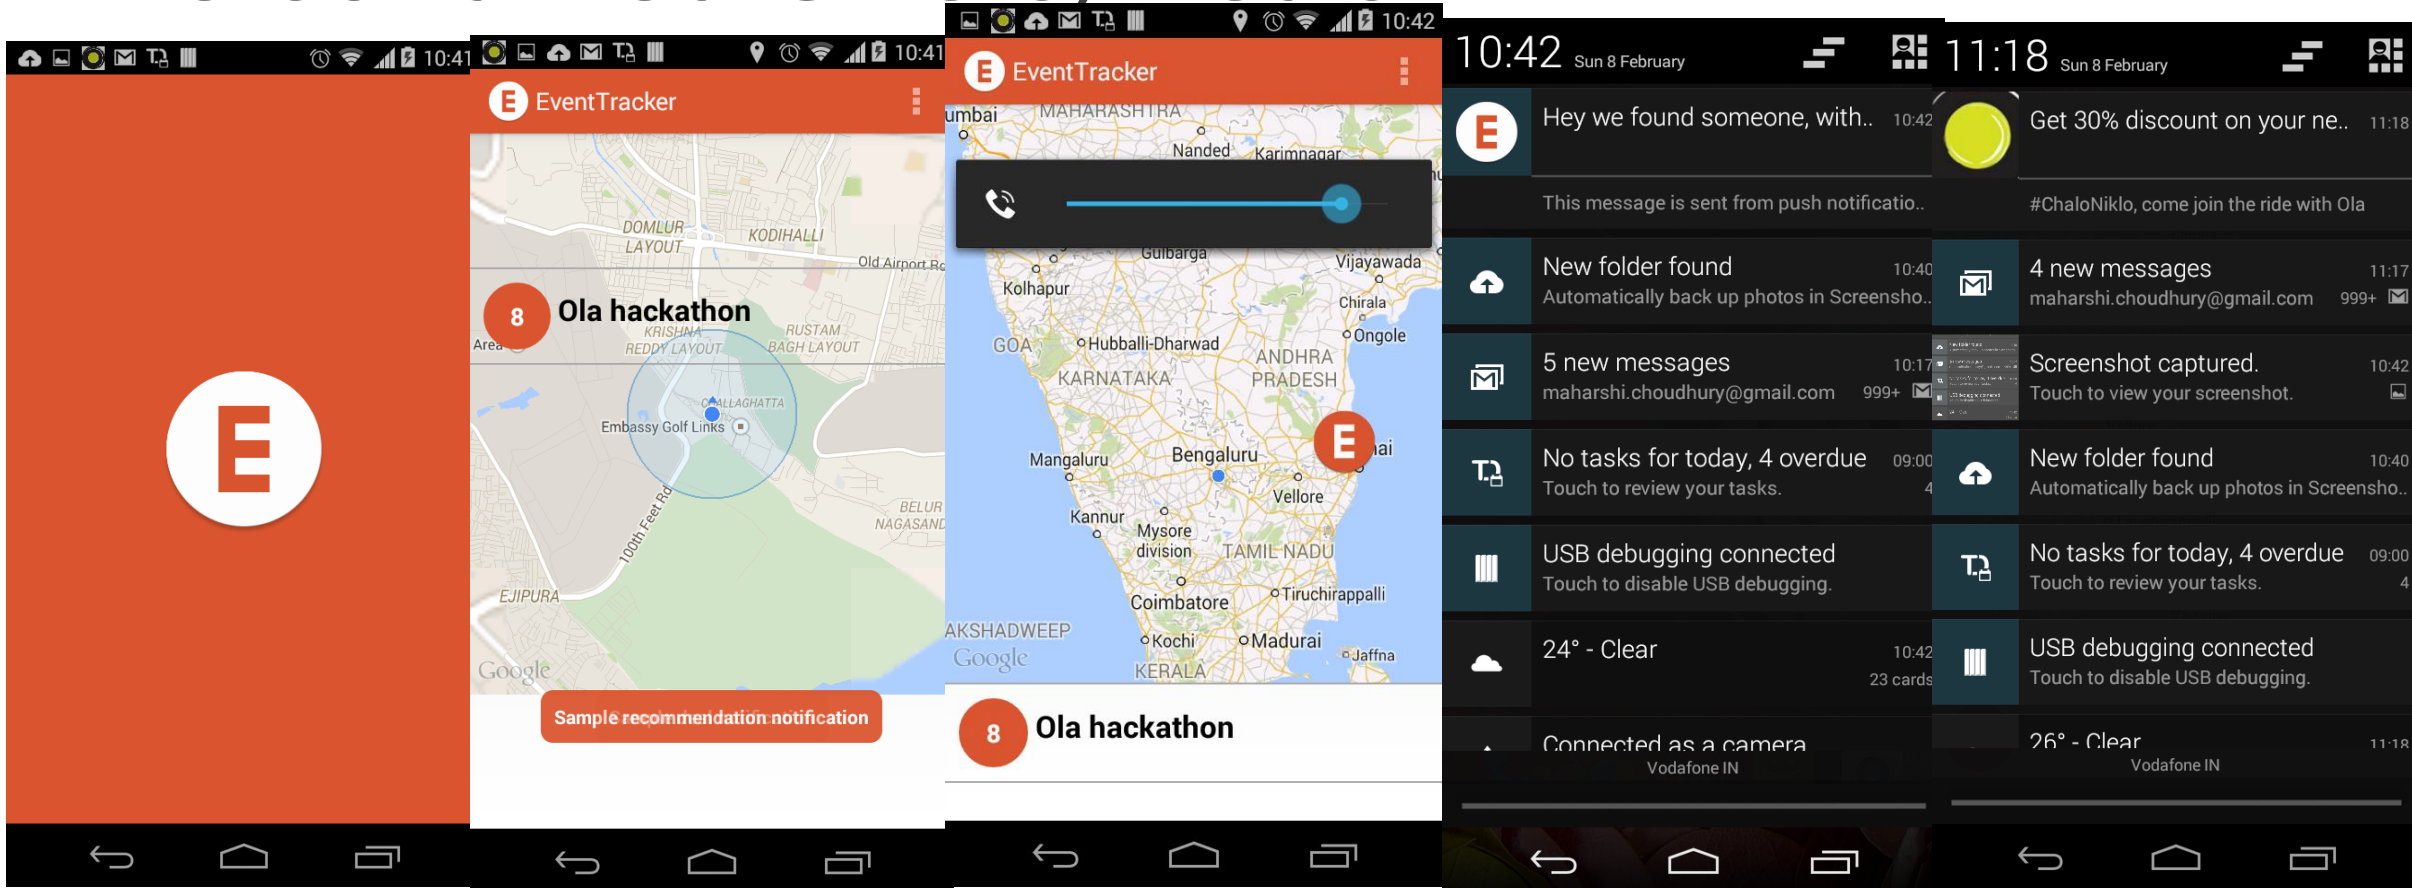 10:41
E
10:41
EventTracker
DOMLUR
LAYOUT
KODIHALLI
Old Airport Rd
8
Ola hackathon
KRISHNA
REDDY LAYOUT
RUSTAM
BAGH LAYOUT
Area
CHALLAGHATTA
Embassy Golf Links
100th Feet Rd
BELUR
NAGASAND
EJIPURA
Google
Sample recommendation notification
10:42
EventTracker
umbai
MAHARASHTRA
Nanded
Karimnagar
Gulbarga
Vijayawada
Kolhapur
Chirala
Ongole
GOA
Hubballi-Dharwad
ANDHRA
PRADESH
KARNATAKA
E
nai
Mangaluru
Bengaluru
Vellore
Kannur
Mysore
division
TAMIL NADU
Coimbatore
Tiruchirappalli
AKSHADWEEP
Kochi
Madurai
Google
Jaffna
KERALA
8
Ola hackathon
10:42 Sun 8 February
E
Hey we found someone, with.. 10:42
This message is sent from push notificatio..
New folder found 10:40
Automatically back up photos in Screensho..
5 new messages 10:17
maharshi.choudhury@gmail.com 999+
No tasks for today, 4 overdue 09:00
Touch to review your tasks. 4
USB debugging connected
Touch to disable USB debugging.
24° - Clear 10:42
23 cards
Connected as a camera
Vodafone IN
11:18 Sun 8 February
Get 30% discount on your ne.. 11:18
#ChaloNiklo, come join the ride with Ola
4 new messages 11:17
maharshi.choudhury@gmail.com 999+
Screenshot captured. 10:42
Touch to view your screenshot.
New folder found 10:40
Automatically back up photos in Screensho..
No tasks for today, 4 overdue 09:00
Touch to review your tasks. 4
USB debugging connected
Touch to disable USB debugging.
26° - Clear 11:18
Vodafone IN